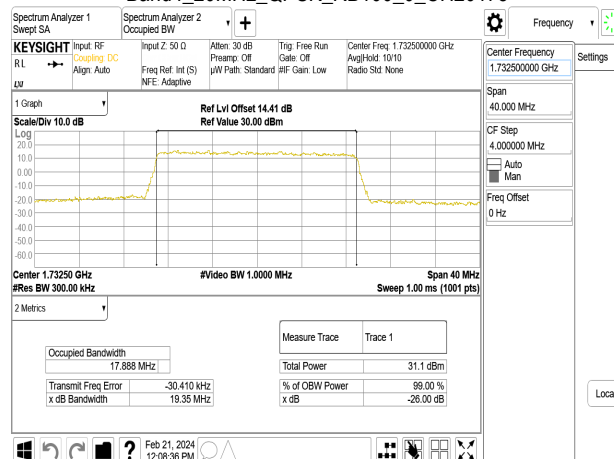 Spectrum Analyzer 1
Swept SA
Spectrum Analyzer 2
Occupied BW
Frequency
KEYSIGHT
R L
Input: RF
Coupling: DC
Align: Auto
Input Z: 50 Ω
Freq Ref: Int (S)
NFE: Adaptive
Atten: 30 dB
Preamp: Off
µW Path: Standard
Trig: Free Run
Gate: Off
#IF Gain: Low
Center Freq: 1.732500000 GHz
Avg|Hold: 10/10
Radio Std: None
Center Frequency
1.732500000 GHz
Settings
Span
40.000 MHz
CF Step
4.000000 MHz
Auto
Man
Freq Offset
0 Hz
Local
1 Graph
Scale/Div 10.0 dB
Ref Lvl Offset 14.41 dB
Ref Value 30.00 dBm
Log
20.0
10.0
0.00
-10.0
-20.0
-30.0
-40.0
-50.0
-60.0
Center 1.73250 GHz
#Video BW 1.0000 MHz
Span 40 MHz
#Res BW 300.00 kHz
Sweep 1.00 ms (1001 pts)
2 Metrics
Measure Trace
Trace 1
Occupied Bandwidth
17.888 MHz
Total Power
31.1 dBm
Transmit Freq Error
-30.410 kHz
% of OBW Power
99.00 %
x dB Bandwidth
19.35 MHz
x dB
-26.00 dB
?
Feb 21, 2024
12:08:36 PM